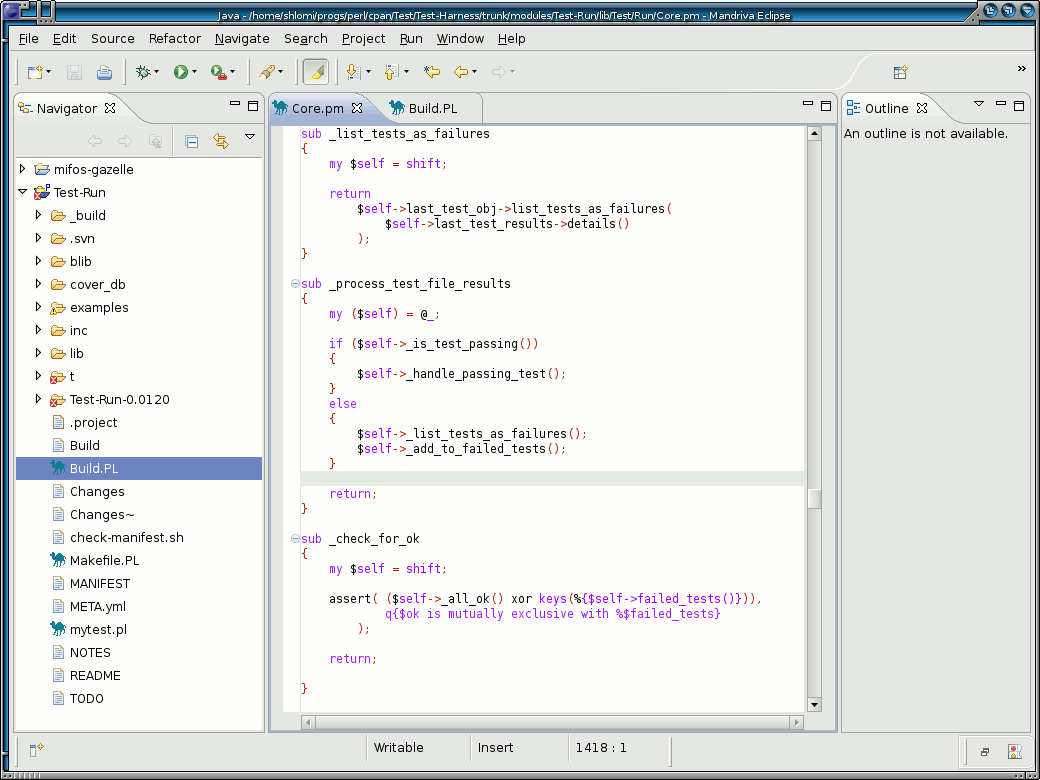 Java - /home/shlomi/progs/perl/cpan/Test/Test-Harness/trunk/modules/Test-Run/lib/Test/Run/Core.pm - Mandriva Eclipse
File Edit Source Refactor Navigate Search Project Run Window Help
»
Navigator
mifos-gazelle
Test-Run
_build
.svn
blib
cover_db
examples
inc
lib
t
Test-Run-0.0120
.project
Build
Build.PL
Changes
Changes~
check-manifest.sh
Makefile.PL
MANIFEST
META.yml
mytest.pl
NOTES
README
TODO
Core.pm Build.PL
sub _list_tests_as_failures
{
    my $self = shift;

    return
        $self->last_test_obj->list_tests_as_failures(
            $self->last_test_results->details()
        );
}

sub _process_test_file_results
{
    my ($self) = @_;

    if ($self->_is_test_passing())
    {
        $self->_handle_passing_test();
    }
    else
    {
        $self->_list_tests_as_failures();
        $self->_add_to_failed_tests();
    }

    return;
}

sub _check_for_ok
{
    my $self = shift;

    assert( ($self->_all_ok() xor keys(%{$self->failed_tests()})),
            q{$ok is mutually exclusive with %$failed_tests}
        );

    return;

}
Outline
An outline is not available.
Writable Insert 1418 : 1